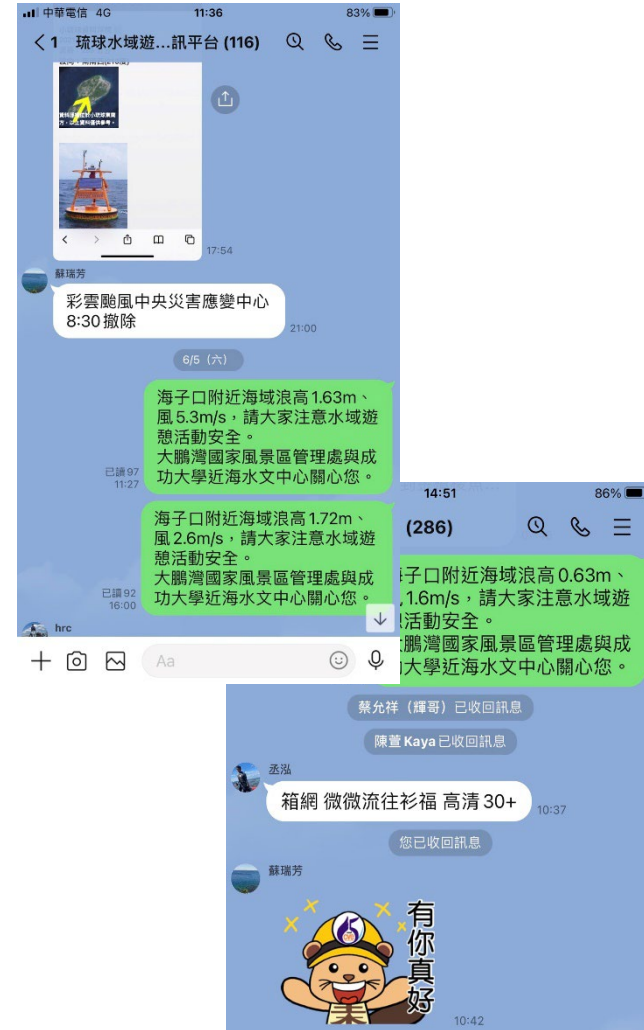 中華電信 4G
11:36
83%
1 琉球水域遊...訊平台 (116)
17:54
蘇瑞芳
彩雲颱風中央災害應變中心
8:30撤除
21:00
6/5（六）
海子口附近海域浪高1.63m、
風5.3m/s，請大家注意水域遊
憩活動安全。
大鵬灣國家風景區管理處與成
功大學近海水文中心關心您。
已讀97
11:27
海子口附近海域浪高1.72m、
風2.6m/s，請大家注意水域遊
憩活動安全。
大鵬灣國家風景區管理處與成
功大學近海水文中心關心您。
已讀92
16:00
hrc
Aa
14:51
86%
(286)
子口附近海域浪高0.63m、
1.6m/s，請大家注意水域遊
活動安全。
鵬灣國家風景區管理處與成
大學近海水文中心關心您。
蔡允祥（輝哥）已收回訊息
陳萱Kaya已收回訊息
丞泓
箱網 微微流往衫福 高清30+
10:37
您已收回訊息
蘇瑞芳
有你真好
10:42